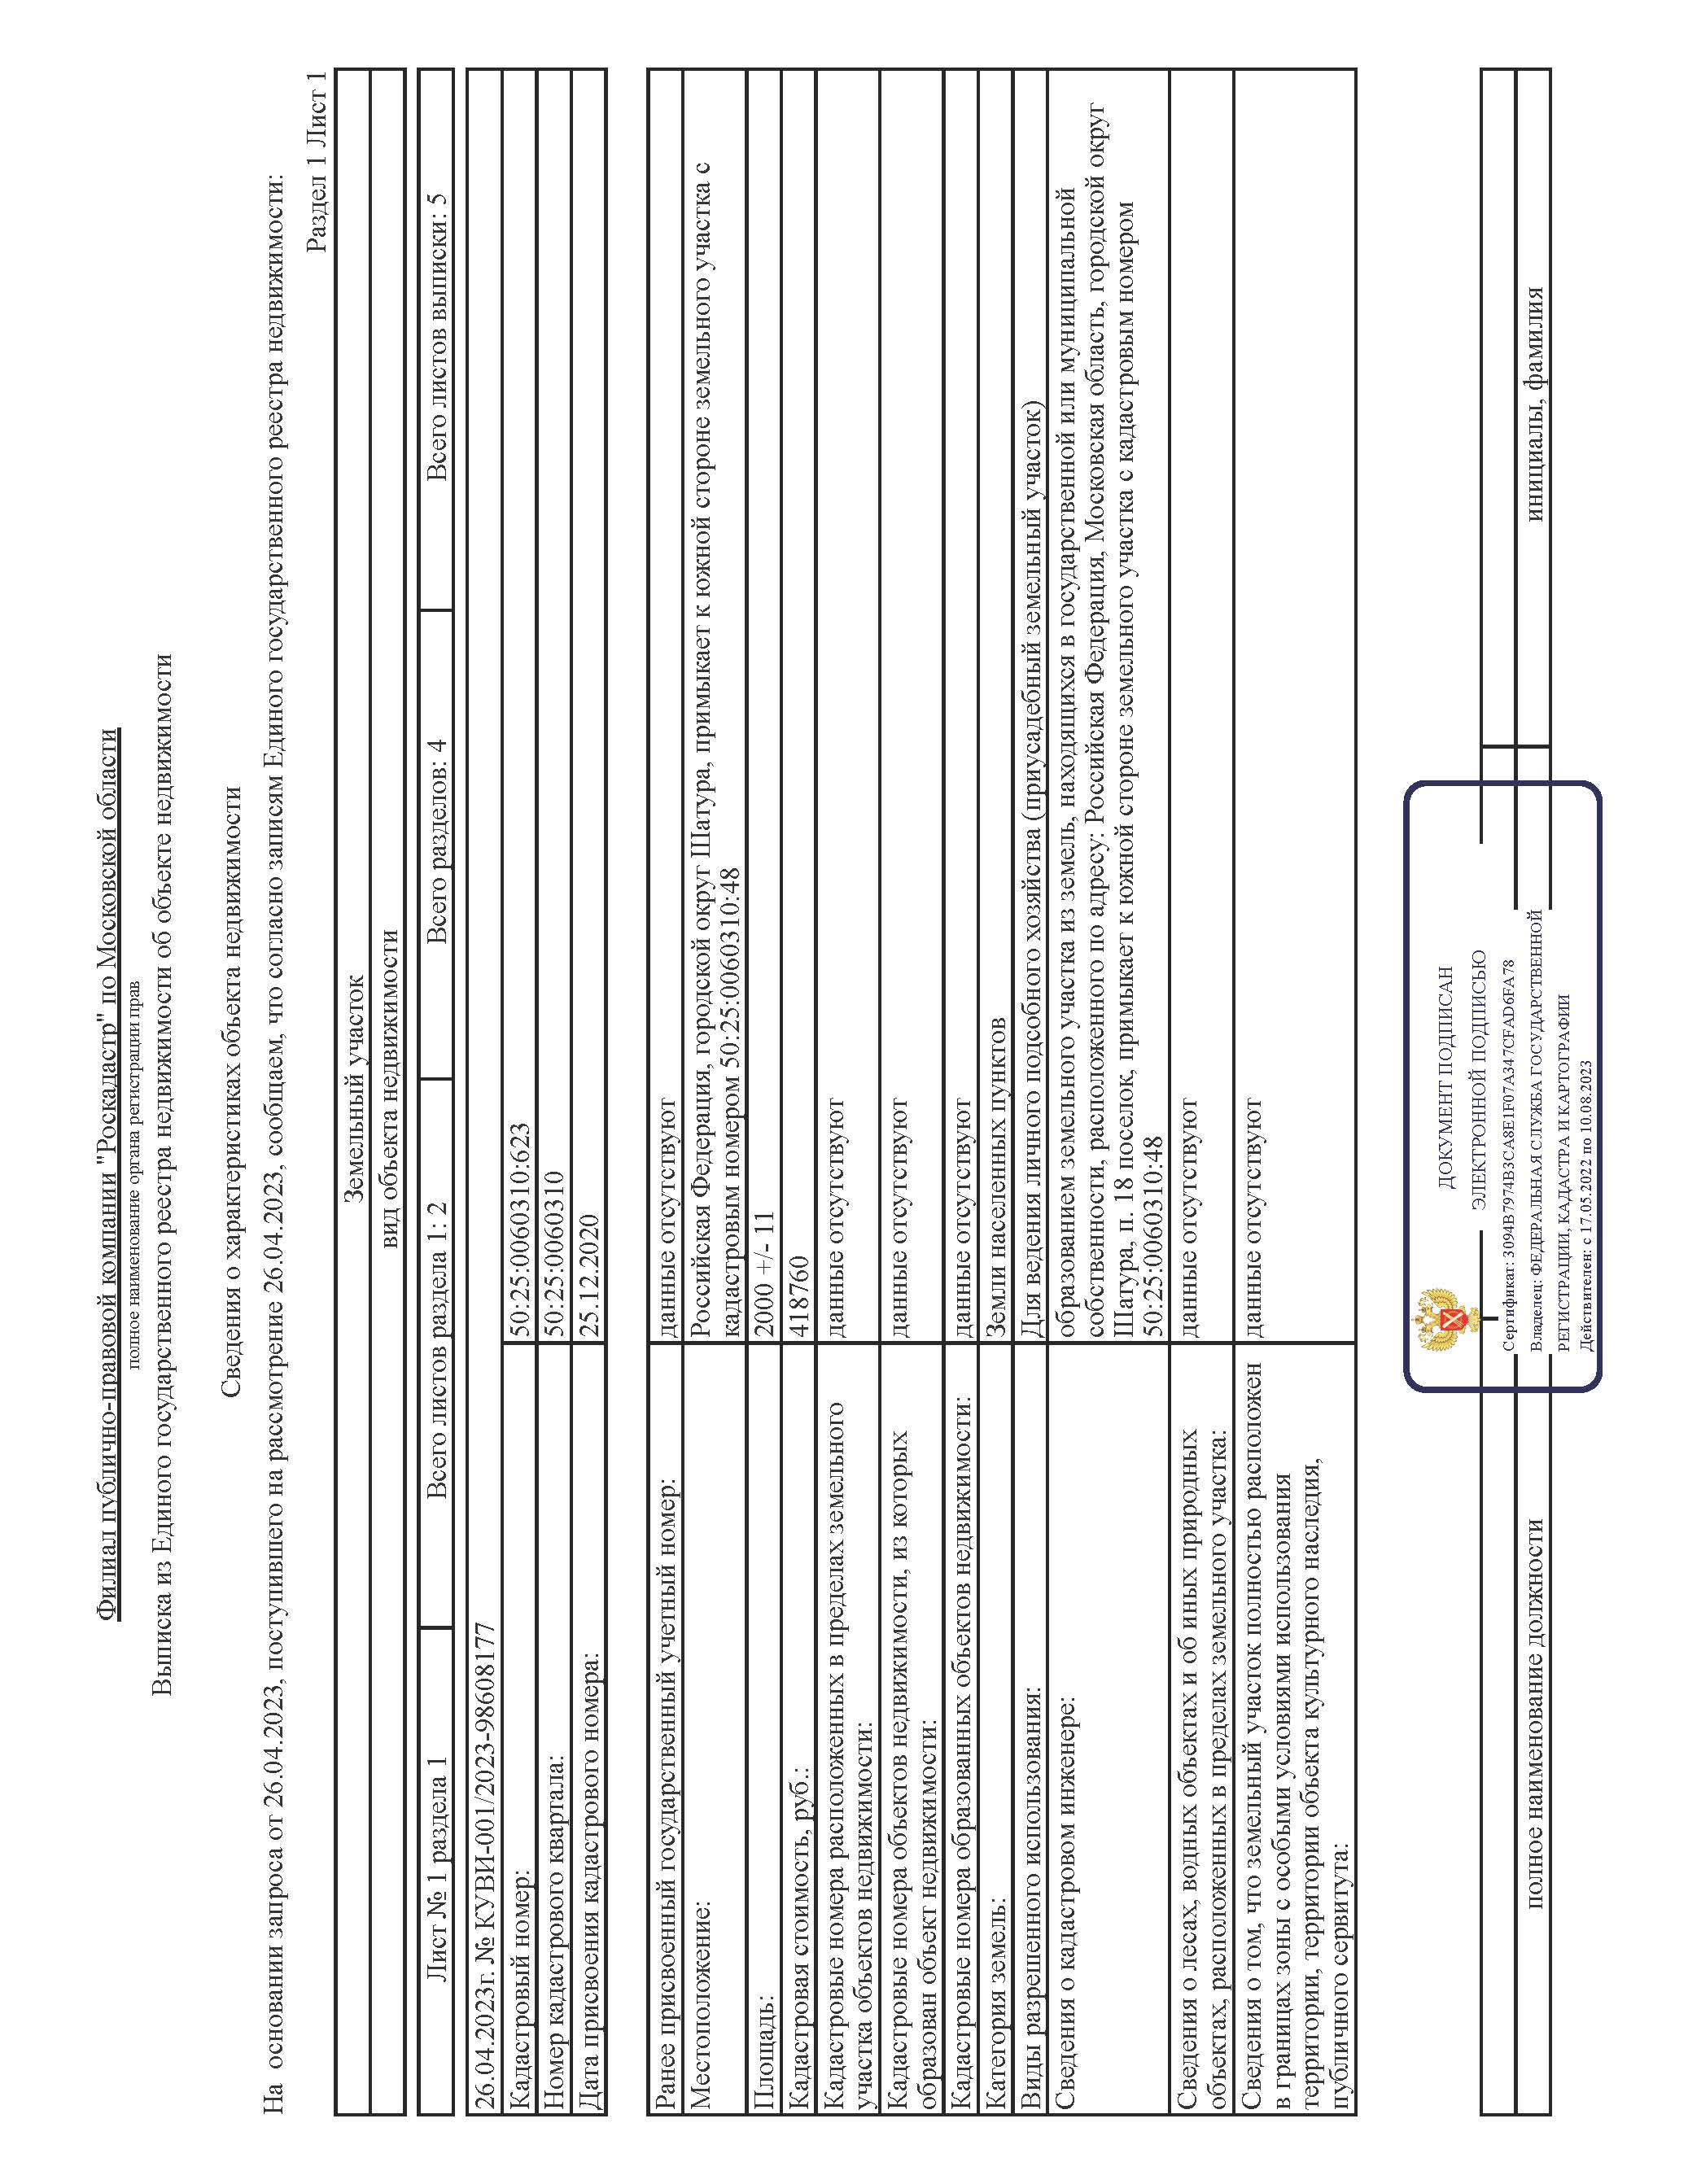 Филиал публично-правовой компании "Роскадастр" по Московской области
полное наименование органа регистрации прав
Выписка из Единого государственного реестра недвижимости об объекте недвижимости
Сведения о характеристиках объекта недвижимости
На основании запроса от 26.04.2023, поступившего на рассмотрение 26.04.2023, сообщаем, что согласно записям Единого государственного реестра недвижимости:
Раздел 1 Лист 1
Земельный участок
вид объекта недвижимости
Лист № 1 раздела 1 Всего листов раздела 1: 2 Всего разделов: 4 Всего листов выписки: 5
26.04.2023г. № КУВИ-001/2023-98608177
Кадастровый номер: 50:25:0060310:623
Номер кадастрового квартала: 50:25:0060310
Дата присвоения кадастрового номера: 25.12.2020
Ранее присвоенный государственный учетный номер: данные отсутствуют
Местоположение: Российская Федерация, городской округ Шатура, примыкает к южной стороне земельного участка с
кадастровым номером 50:25:0060310:48
Площадь: 2000 +/- 11
Кадастровая стоимость, руб.: 418760
Кадастровые номера расположенных в пределах земельного данные отсутствуют
участка объектов недвижимости:
Кадастровые номера объектов недвижимости, из которых данные отсутствуют
образован объект недвижимости:
Кадастровые номера образованных объектов недвижимости: данные отсутствуют
Категория земель: Земли населенных пунктов
Виды разрешенного использования: Для ведения личного подсобного хозяйства (приусадебный земельный участок)
Сведения о кадастровом инженере: образованием земельного участка из земель, находящихся в государственной или муниципальной
собственности, расположенного по адресу: Российская Федерация, Московская область, городской округ
Шатура, п. 18 поселок, примыкает к южной стороне земельного участка с кадастровым номером
50:25:0060310:48
Сведения о лесах, водных объектах и об иных природных данные отсутствуют
объектах, расположенных в пределах земельного участка:
Сведения о том, что земельный участок полностью расположен данные отсутствуют
в границах зоны с особыми условиями использования
территории, территории объекта культурного наследия,
публичного сервитута:
ДОКУМЕНТ ПОДПИСАН
ЭЛЕКТРОННОЙ ПОДПИСЬЮ
Сертификат: 3094B7974B3CA8E1F07A347CFAD6FA78
Владелец: ФЕДЕРАЛЬНАЯ СЛУЖБА ГОСУДАРСТВЕННОЙ
РЕГИСТРАЦИИ, КАДАСТРА И КАРТОГРАФИИ
Действителен: с 17.05.2022 по 10.08.2023
полное наименование должности инициалы, фамилия